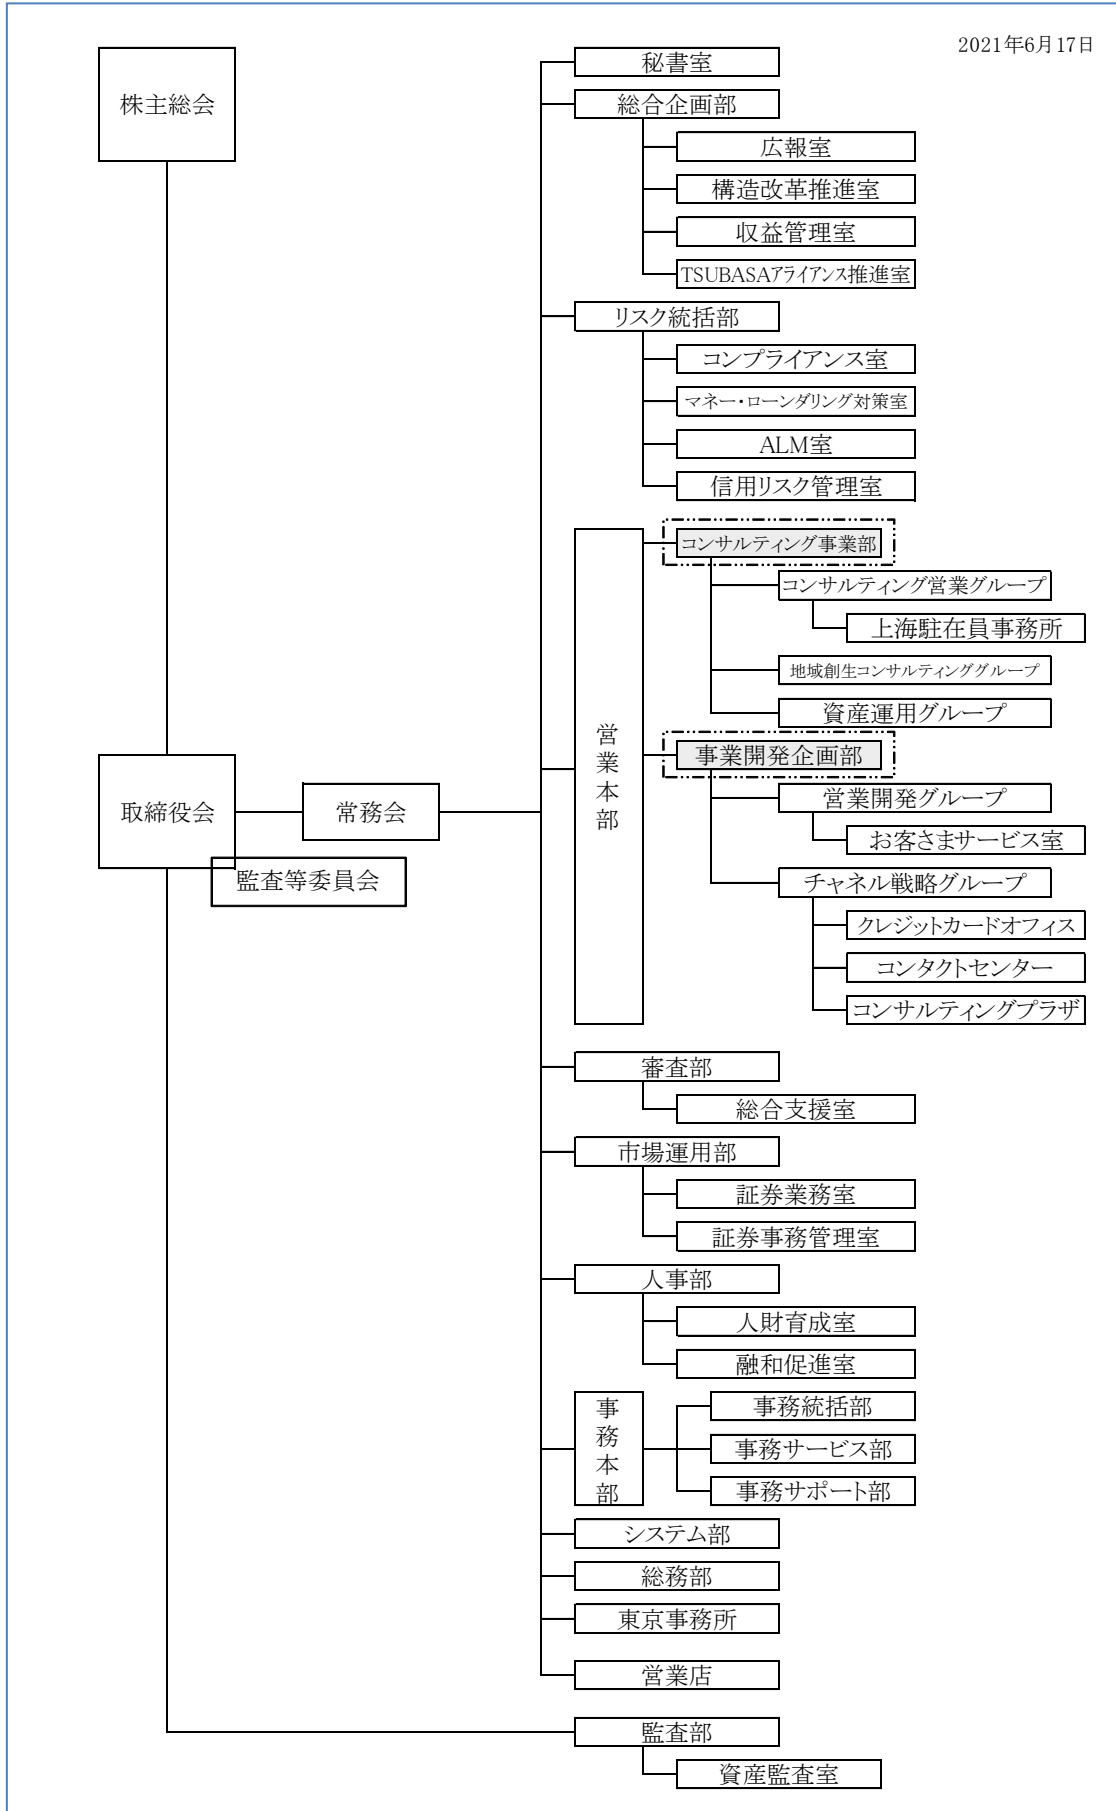 2021年6月17日
株主総会
秘書室
総合企画部
広報室
構造改革推進室
収益管理室
TSUBASAアライアンス推進室
リスク統括部
コンプライアンス室
マネー・ローンダリング対策室
ALM室
信用リスク管理室
営業本部
コンサルティング事業部
コンサルティング営業グループ
上海駐在員事務所
地域創生コンサルティンググループ
資産運用グループ
事業開発企画部
営業開発グループ
お客さまサービス室
チャネル戦略グループ
クレジットカードオフィス
コンタクトセンター
コンサルティングプラザ
取締役会
常務会
監査等委員会
審査部
総合支援室
市場運用部
証券業務室
証券事務管理室
人事部
人財育成室
融和促進室
事務本部
事務統括部
事務サービス部
事務サポート部
システム部
総務部
東京事務所
営業店
監査部
資産監査室